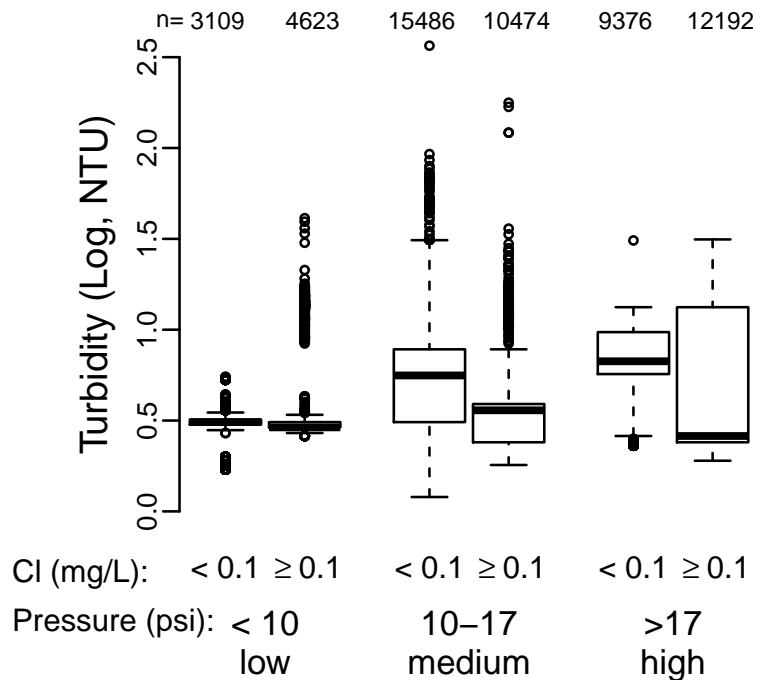 n= 3109 4623 15486 10474 9376 12192
Turbidity (Log, NTU)
2.5
2.0
1.5
1.0
0.5
0.0
Cl (mg/L): < 0.1 ≥ 0.1 < 0.1 ≥ 0.1 < 0.1 ≥ 0.1
Pressure (psi): < 10 10–17 >17
low medium high